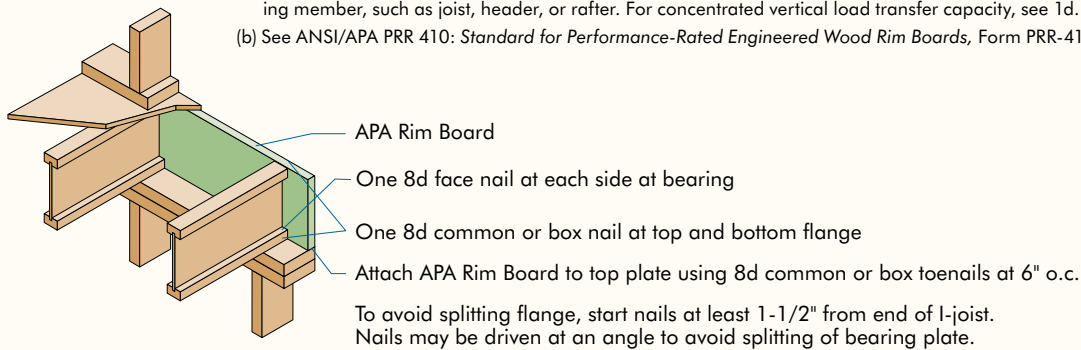 ing member, such as joist, header, or rafter. For concentrated vertical load transfer capacity, see 1d.
(b) See ANSI/APA PRR 410: Standard for Performance-Rated Engineered Wood Rim Boards, Form PRR-41
APA Rim Board
One 8d face nail at each side at bearing
One 8d common or box nail at top and bottom flange
Attach APA Rim Board to top plate using 8d common or box toenails at 6" o.c.
To avoid splitting flange, start nails at least 1-1/2" from end of I-joist.
Nails may be driven at an angle to avoid splitting of bearing plate.